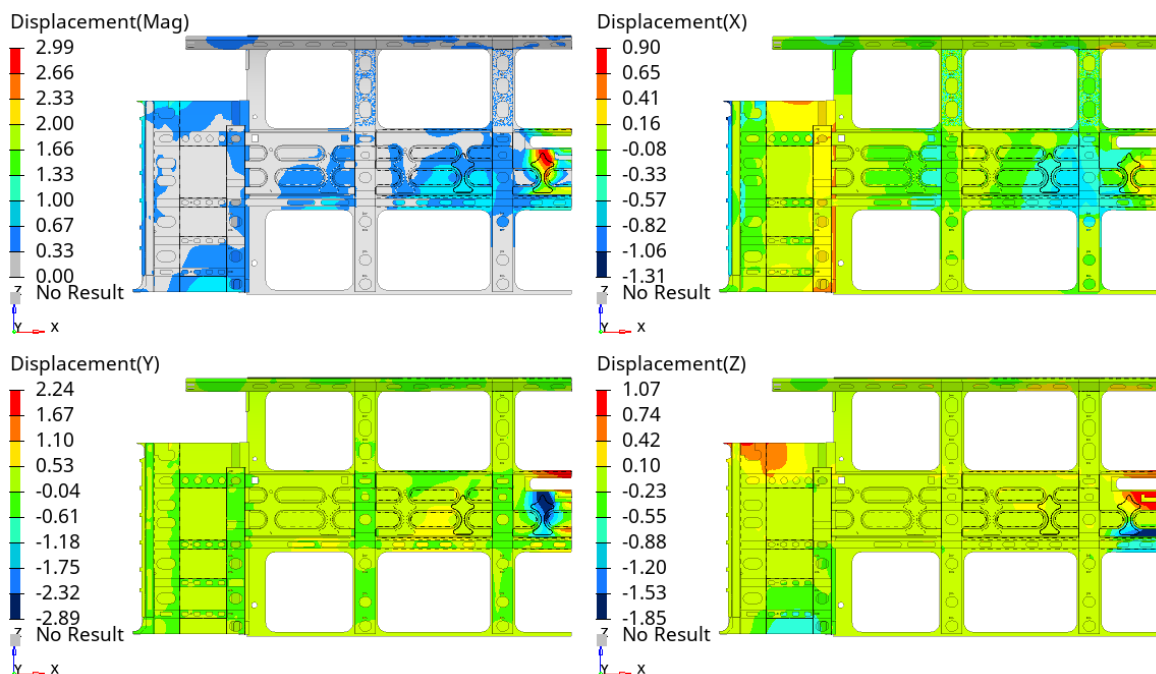 Displacement(Mag)
2.99
2.66
2.33
2.00
1.66
1.33
1.00
0.67
0.33
0.00
No Result
Z
Y X
Displacement(X)
0.90
0.65
0.41
0.16
-0.08
-0.33
-0.57
-0.82
-1.06
-1.31
No Result
Z
Y X
Displacement(Y)
2.24
1.67
1.10
0.53
-0.04
-0.61
-1.18
-1.75
-2.32
-2.89
No Result
Z
Y X
Displacement(Z)
1.07
0.74
0.42
0.10
-0.23
-0.55
-0.88
-1.20
-1.53
-1.85
No Result
Z
Y X